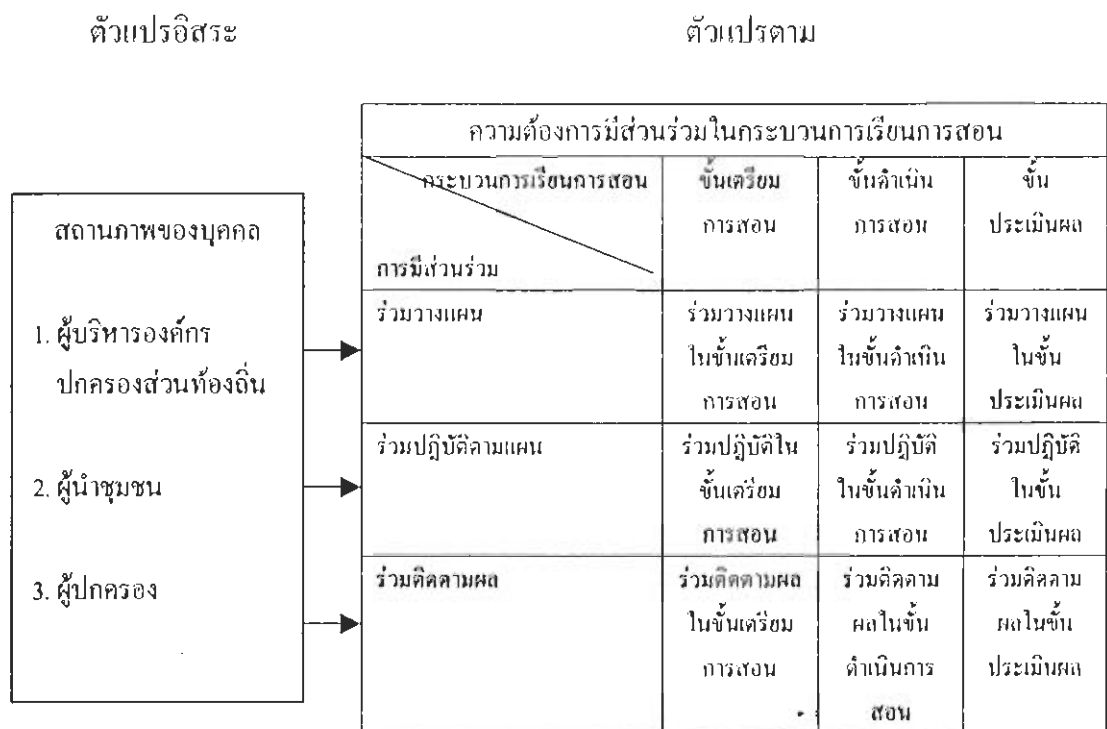 ตัวแปรอิสระ
ตัวแปรตาม
สถานภาพของบุคคล
1. ผู้บริหารองค์กร
ปกครองส่วนท้องถิ่น
2. ผู้นำชุมชน
3. ผู้ปกครอง
ความต้องการมีส่วนร่วมในกระบวนการเรียนการสอน
กระบวนการเรียนการสอน
การมีส่วนร่วม
ขั้นเตรียม
การสอน
ขั้นดำเนิน
การสอน
ขั้น
ประเมินผล
ร่วมวางแผน
ร่วมวางแผน
ในขั้นเตรียม
การสอน
ร่วมวางแผน
ในขั้นดำเนิน
การสอน
ร่วมวางแผน
ในขั้น
ประเมินผล
ร่วมปฏิบัติตามแผน
ร่วมปฏิบัติใน
ขั้นเตรียม
การสอน
ร่วมปฏิบัติ
ในขั้นดำเนิน
การสอน
ร่วมปฏิบัติ
ในขั้น
ประเมินผล
ร่วมติดตามผล
ร่วมติดตามผล
ในขั้นเตรียม
การสอน
ร่วมติดตาม
ผลในขั้น
ดำเนินการ
สอน
ร่วมติดตาม
ผลในขั้น
ประเมินผล